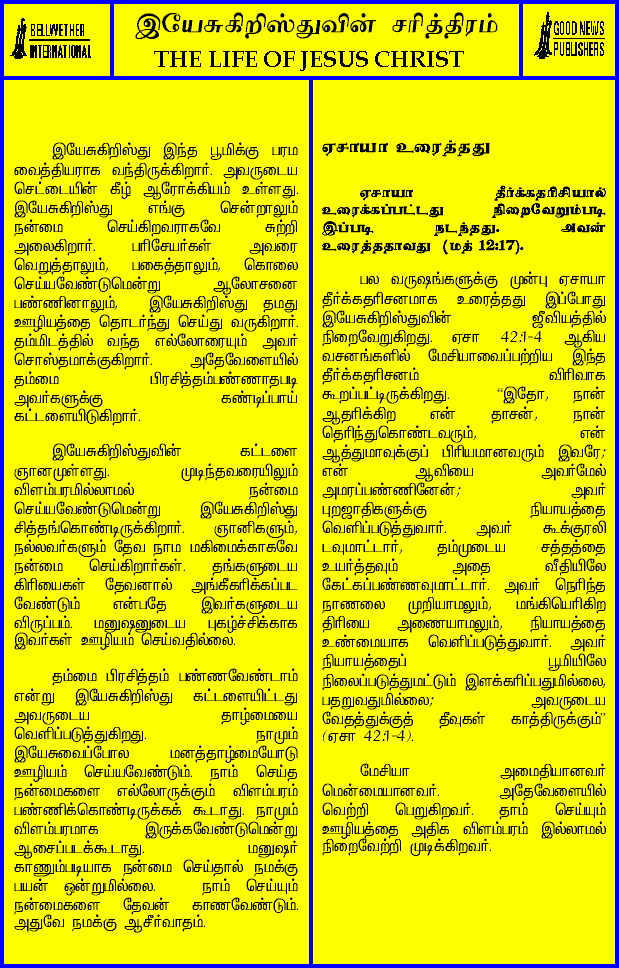 BELLWETHER
INTERNATIONAL
இயேசுகிறிஸ்துவின் சரித்திரம்
THE LIFE OF JESUS CHRIST
GOOD NEWS
PUBLISHERS
இயேசுகிறிஸ்து இந்த பூமிக்கு பரம
வைத்தியராக வந்திருக்கிறார். அவருடைய
செட்டையின் கீழ் ஆரோக்கியம் உள்ளது.
இயேசுகிறிஸ்து எங்கு சென்றாலும்
நன்மை செய்கிறவராகவே சுற்றி
அலைகிறார். பரிசேயர்கள் அவரை
வெறுத்தாலும், பகைத்தாலும், கொலை
செய்யவேண்டுமென்று ஆலோசனை
பண்ணினாலும், இயேசுகிறிஸ்து தமது
ஊழியத்தை தொடர்ந்து செய்து வருகிறார்.
தம்மிடத்தில் வந்த எல்லோரையும் அவர்
சொஸ்தமாக்குகிறார். அதேவேளையில்
தம்மை பிரசித்தம்பண்ணாதபடி
அவர்களுக்கு கண்டிப்பாய்
கட்டளையிடுகிறார்.
இயேசுகிறிஸ்துவின் கட்டளை
ஞானமுள்ளது. முடிந்தவரையிலும்
விளம்பரமில்லாமல் நன்மை
செய்யவேண்டுமென்று இயேசுகிறிஸ்து
சித்தங்கொண்டிருக்கிறார். ஞானிகளும்,
நல்லவர்களும் தேவ நாம மகிமைக்காகவே
நன்மை செய்கிறார்கள். தங்களுடைய
கிரியைகள் தேவனால் அங்கீகரிக்கப்பட
வேண்டும் என்பதே இவர்களுடைய
விருப்பம். மனுஷனுடைய புகழ்ச்சிக்காக
இவர்கள் ஊழியம் செய்வதில்லை.
தம்மை பிரசித்தம் பண்ணவேண்டாம்
என்று இயேசுகிறிஸ்து கட்டளையிட்டது
அவருடைய தாழ்மையை
வெளிப்படுத்துகிறது. நாமும்
இயேசுவைப்போல மனத்தாழ்மையோடு
ஊழியம் செய்யவேண்டும். நாம் செய்த
நன்மைகளை எல்லோருக்கும் விளம்பரம்
பண்ணிக்கொண்டிருக்கக் கூடாது. நாமும்
விளம்பரமாக இருக்கவேண்டுமென்று
ஆசைப்படக்கூடாது. மனுஷர்
காணும்படியாக நன்மை செய்தால் நமக்கு
பயன் ஒன்றுமில்லை. நாம் செய்யும்
நன்மைகளை தேவன் காணவேண்டும்.
அதுவே நமக்கு ஆசீர்வாதம்.
ஏசாயா உரைத்தது
ஏசாயா தீர்க்கதரிசியால்
உரைக்கப்பட்டது நிறைவேறும்படி
இப்படி நடந்தது. அவன்
உரைத்ததாவது (மத் 12:17).
பல வருஷங்களுக்கு முன்பு ஏசாயா
தீர்க்கதரிசனமாக உரைத்தது இப்போது
இயேசுகிறிஸ்துவின் ஜீவியத்தில்
நிறைவேறுகிறது. ஏசா 42:1-4 ஆகிய
வசனங்களில் மேசியாவைப்பற்றிய இந்த
தீர்க்கதரிசனம் விரிவாக
கூறப்பட்டிருக்கிறது. “இதோ, நான்
ஆதரிக்கிற என் தாசன், நான்
தெரிந்துகொண்டவரும், என்
ஆத்துமாவுக்குப் பிரியமானவரும் இவரே;
என் ஆவியை அவர்மேல்
அமரப்பண்ணினேன்; அவர்
புறஜாதிகளுக்கு நியாயத்தை
வெளிப்படுத்துவார். அவர் கூக்குரலி
டவுமாட்டார், தம்முடைய சத்தத்தை
உயர்த்தவும் அதை வீதியிலே
கேட்கப்பண்ணவுமாட்டார். அவர் நெரிந்த
நாணலை முறியாமலும், மங்கியெரிகிற
திரியை அணையாமலும், நியாயத்தை
உண்மையாக வெளிப்படுத்துவார். அவர்
நியாயத்தைப் பூமியிலே
நிலைப்படுத்துமட்டும் இளக்கரிப்பதுமில்லை,
பதறுவதுமில்லை; அவருடைய
வேதத்துக்குத் தீவுகள் காத்திருக்கும்”
(ஏசா 42:1-4).
மேசியா அமைதியானவர்
மென்மையானவர். அதேவேளையில்
வெற்றி பெறுகிறவர். தாம் செய்யும்
ஊழியத்தை அதிக விளம்பரம் இல்லாமல்
நிறைவேற்றி முடிக்கிறவர்.